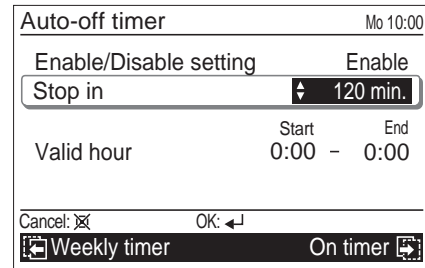 Auto-off timer Mo 10:00
Enable/Disable setting Enable
Stop in 120 min.
Start End
Valid hour 0:00 – 0:00
Cancel: OK:
Weekly timer On timer